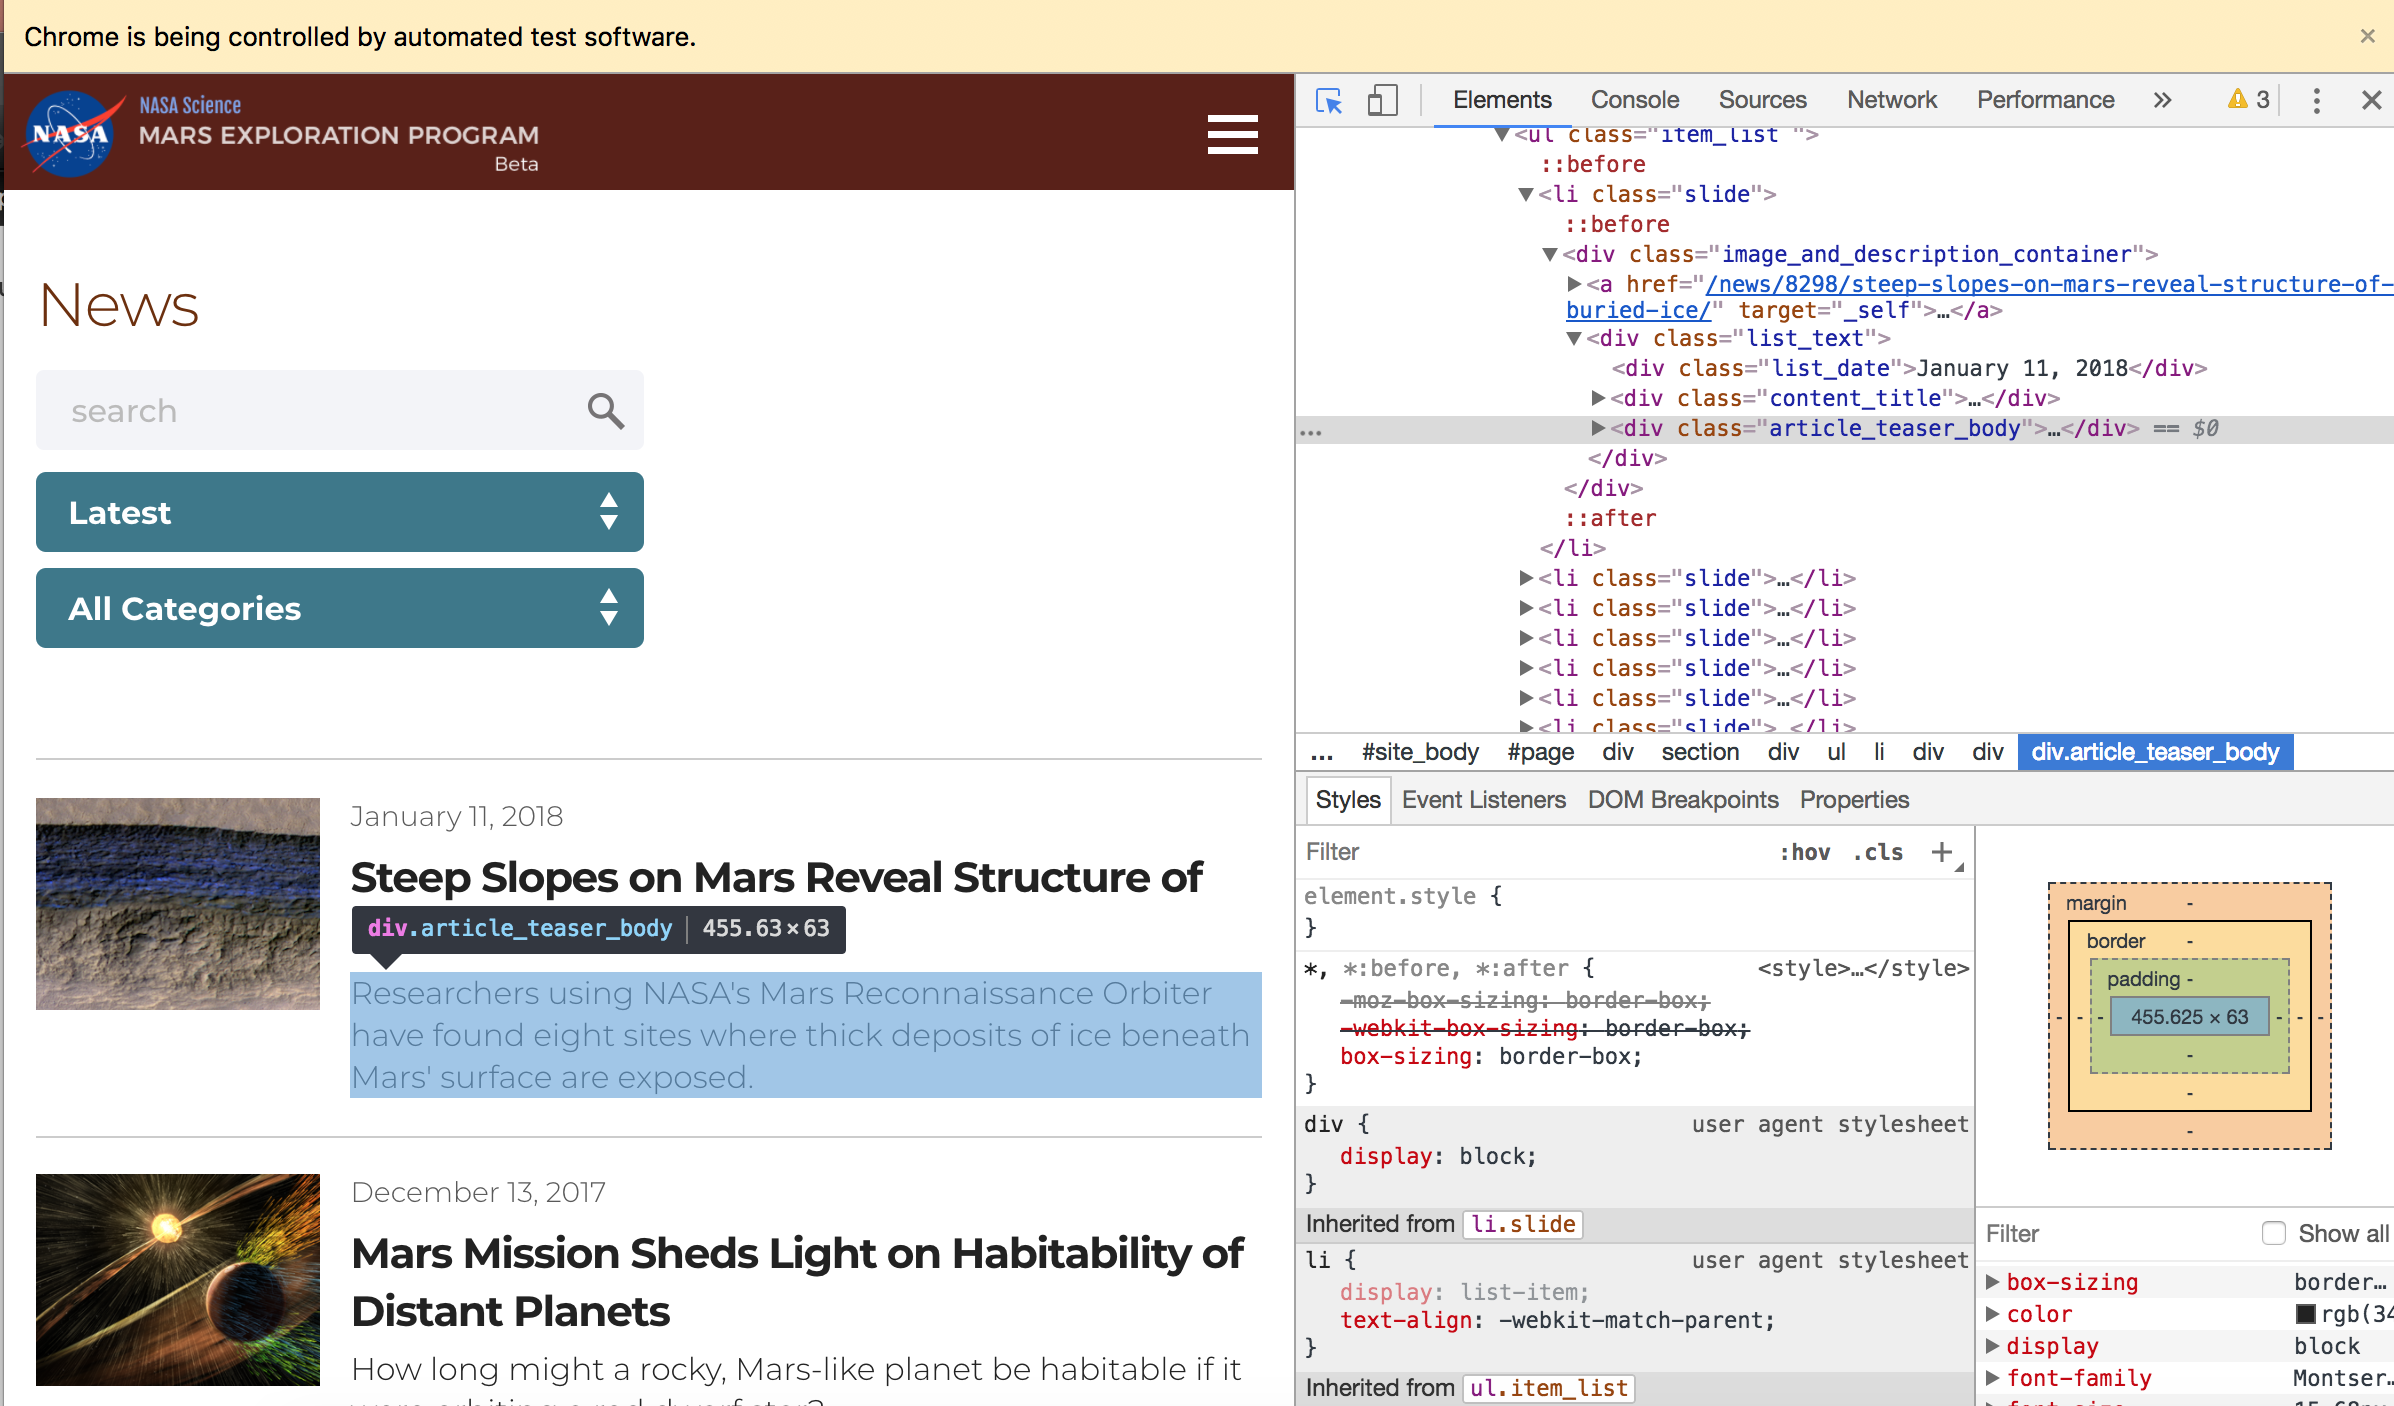 Chrome is being controlled by automated test software.
×
NASA
NASA Science
MARS EXPLORATION PROGRAM
Beta
News
search
Latest
All Categories
January 11, 2018
Steep Slopes on Mars Reveal Structure of
div.article_teaser_body | 455.63×63
Researchers using NASA's Mars Reconnaissance Orbiter
have found eight sites where thick deposits of ice beneath
Mars' surface are exposed.
December 13, 2017
Mars Mission Sheds Light on Habitability of
Distant Planets
How long might a rocky, Mars-like planet be habitable if it
Elements Console Sources Network Performance » 3
▼<ul class="item_list ">
::before
▼<li class="slide">
::before
▼<div class="image_and_description_container">
▶<a href="/news/8298/steep-slopes-on-mars-reveal-structure-of-
buried-ice/" target="_self">…</a>
▼<div class="list_text">
<div class="list_date">January 11, 2018</div>
▶<div class="content_title">…</div>
… ▶<div class="article_teaser_body">…</div> == $0
</div>
</div>
::after
</li>
▶<li class="slide">…</li>
▶<li class="slide">…</li>
▶<li class="slide">…</li>
▶<li class="slide">…</li>
▶<li class="slide">…</li>
▶<li class="slide">…</li>
... #site_body #page div section div ul li div div div.article_teaser_body
Styles Event Listeners DOM Breakpoints Properties
Filter :hov .cls +
element.style {
}
*, *:before, *:after { <style>…</style>
-moz-box-sizing: border-box;
-webkit-box-sizing: border-box;
box-sizing: border-box;
}
div { user agent stylesheet
display: block;
}
Inherited from li.slide
li { user agent stylesheet
display: list-item;
text-align: -webkit-match-parent;
}
Inherited from ul.item_list
margin -
border -
padding -
- - - 455.625 × 63 - - -
-
-
-
Filter Show all
▶ box-sizing border…
▶ color rgb(34
▶ display block
▶ font-family Montser…